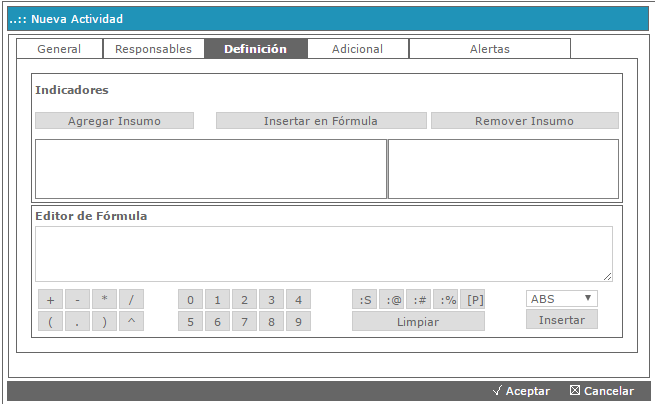 ..:: Nueva Actividad
General Responsables Definición Adicional Alertas
Indicadores
Agregar Insumo Insertar en Fórmula Remover Insumo
Editor de Fórmula
+ - * / 0 1 2 3 4 :S :@ :# :% [P] ABS
( . ) ^ 5 6 7 8 9 Limpiar Insertar
Aceptar Cancelar